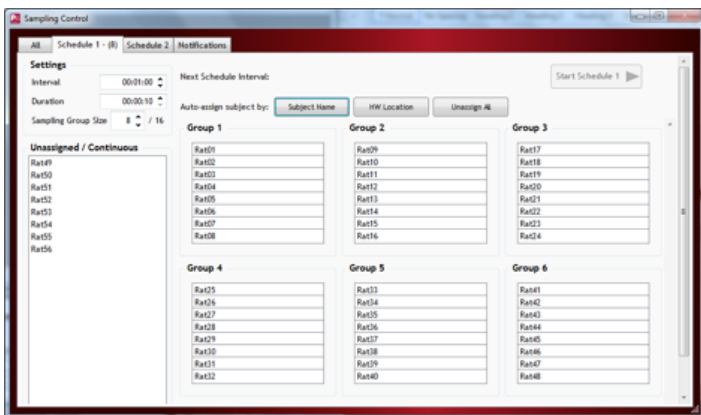 Sampling Control
All Schedule 1 - (8) Schedule 2 Notifications
Settings
Interval 00:01:00
Duration 00:00:10
Sampling Group Size 8 / 16
Next Schedule Interval:
Start Schedule 1
Auto-assign subject by: Subject Name HW Location Unassign All
Unassigned / Continuous
Rat49
Rat50
Rat51
Rat52
Rat53
Rat54
Rat55
Rat56
Group 1
Rat01
Rat02
Rat03
Rat04
Rat05
Rat06
Rat07
Rat08
Group 2
Rat09
Rat10
Rat11
Rat12
Rat13
Rat14
Rat15
Rat16
Group 3
Rat17
Rat18
Rat19
Rat20
Rat21
Rat22
Rat23
Rat24
Group 4
Rat25
Rat26
Rat27
Rat28
Rat29
Rat30
Rat31
Rat32
Group 5
Rat33
Rat34
Rat35
Rat36
Rat37
Rat38
Rat39
Rat40
Group 6
Rat41
Rat42
Rat43
Rat44
Rat45
Rat46
Rat47
Rat48